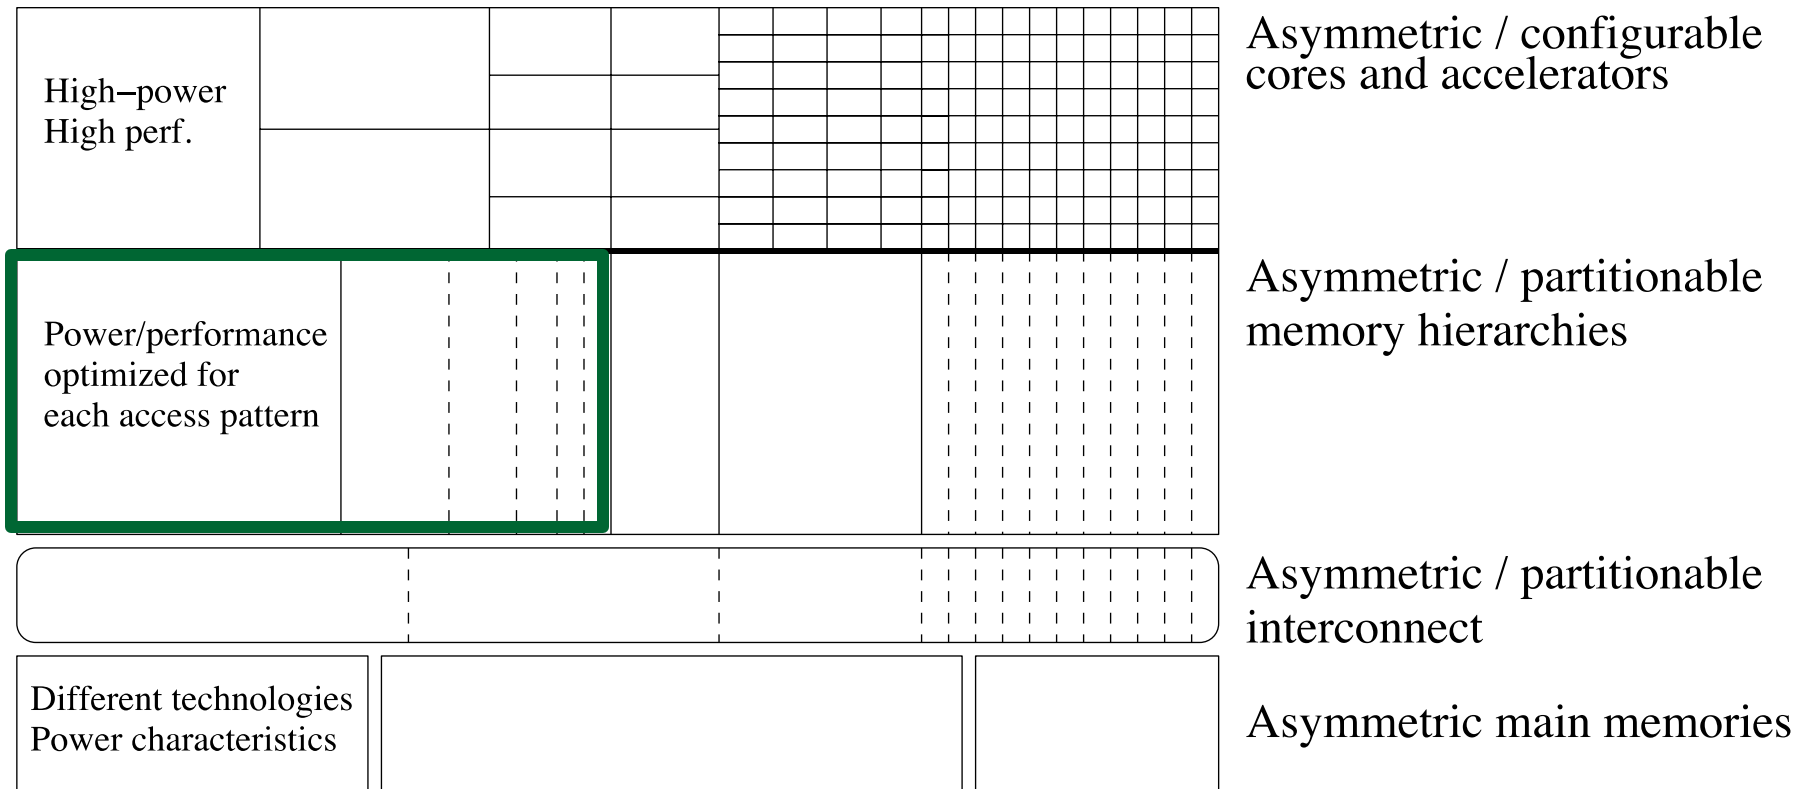 High−power
High perf.
Asymmetric / configurable
cores and accelerators
Power/performance
optimized for
each access pattern
Asymmetric / partitionable
memory hierarchies
Asymmetric / partitionable
interconnect
Different technologies
Power characteristics
Asymmetric main memories